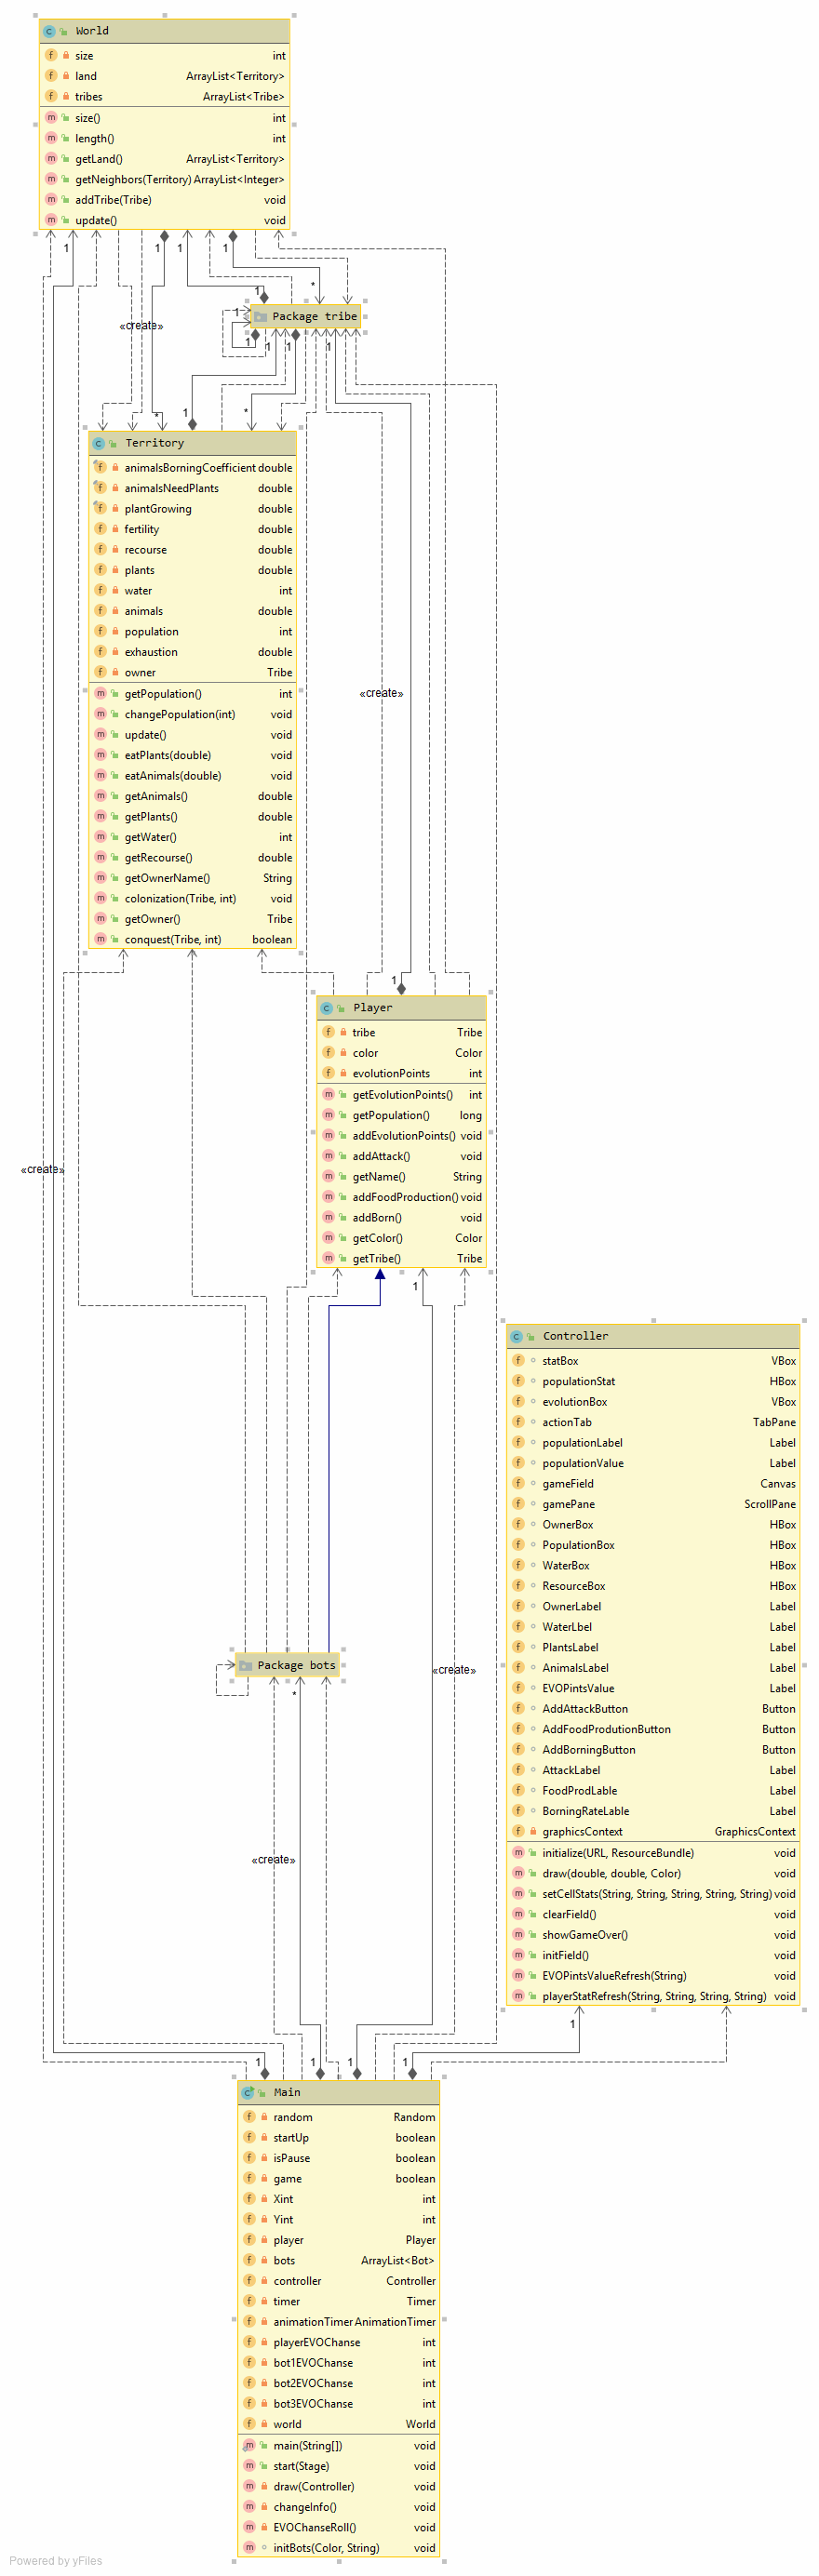 World
size int
land ArrayList<Territory>
tribes ArrayList<Tribe>
size() int
length() int
getLand() ArrayList<Territory>
getNeighbors(Territory) ArrayList<Integer>
addTribe(Tribe) void
update() void
1 1 1
1 *
«create»
1 Package tribe
1 1 1 1
* 1 *
Territory
animalsBorningCoefficient double
animalsNeedPlants double
plantGrowing double
fertility double
recourse double
plants double
water int
animals double
population int
exhaustion double
owner Tribe
getPopulation() int
changePopulation(int) void
update() void
eatPlants(double) void
eatAnimals(double) void
getAnimals() double
getPlants() double
getWater() int
getRecourse() double
getOwnerName() String
colonization(Tribe, int) void
getOwner() Tribe
conquest(Tribe, int) boolean
«create»
1
Player
tribe Tribe
color Color
evolutionPoints int
getEvolutionPoints() int
getPopulation() long
addEvolutionPoints() void
addAttack() void
getName() String
addFoodProduction() void
addBorn() void
getColor() Color
getTribe() Tribe
«create»
1
Controller
statBox VBox
populationStat HBox
evolutionBox VBox
actionTab TabPane
populationLabel Label
populationValue Label
gameField Canvas
gamePane ScrollPane
OwnerBox HBox
PopulationBox HBox
WaterBox HBox
ResourceBox HBox
OwnerLabel Label
WaterLbel Label
PlantsLabel Label
AnimalsLabel Label
EVOPintsValue Label
AddAttackButton Button
AddFoodProdutionButton Button
AddBorningButton Button
AttackLabel Label
FoodProdLable Label
BorningRateLable Label
graphicsContext GraphicsContext
initialize(URL, ResourceBundle) void
draw(double, double, Color) void
setCellStats(String, String, String, String, String) void
clearField() void
showGameOver() void
initField() void
EVOPintsValueRefresh(String) void
playerStatRefresh(String, String, String, String) void
Package bots
«create»
*
«create»
1
1 1 1 1
Main
random Random
startUp boolean
isPause boolean
game boolean
Xint int
Yint int
player Player
bots ArrayList<Bot>
controller Controller
timer Timer
animationTimer AnimationTimer
playerEVOChanse int
bot1EVOChanse int
bot2EVOChanse int
bot3EVOChanse int
world World
main(String[]) void
start(Stage) void
draw(Controller) void
changeInfo() void
EVOChanseRoll() void
initBots(Color, String) void
Powered by yFiles